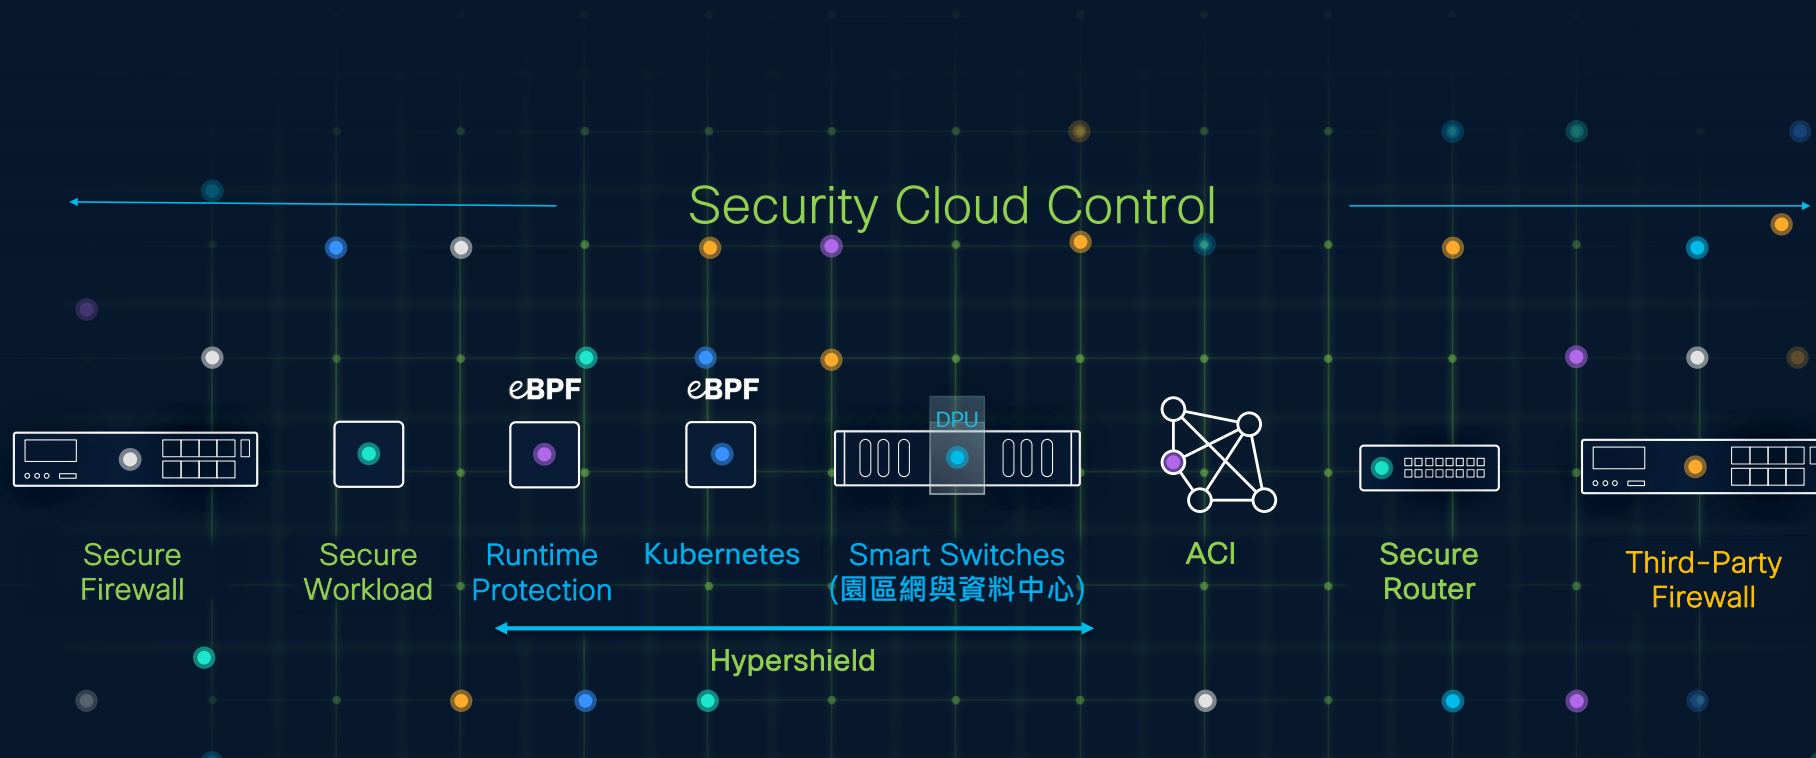 Security Cloud Control
eBPF
eBPF
DPU
Secure
Firewall
Secure
Workload
Runtime
Protection
Kubernetes
Smart Switches
(園區網與資料中心)
ACI
Secure
Router
Third-Party
Firewall
Hypershield